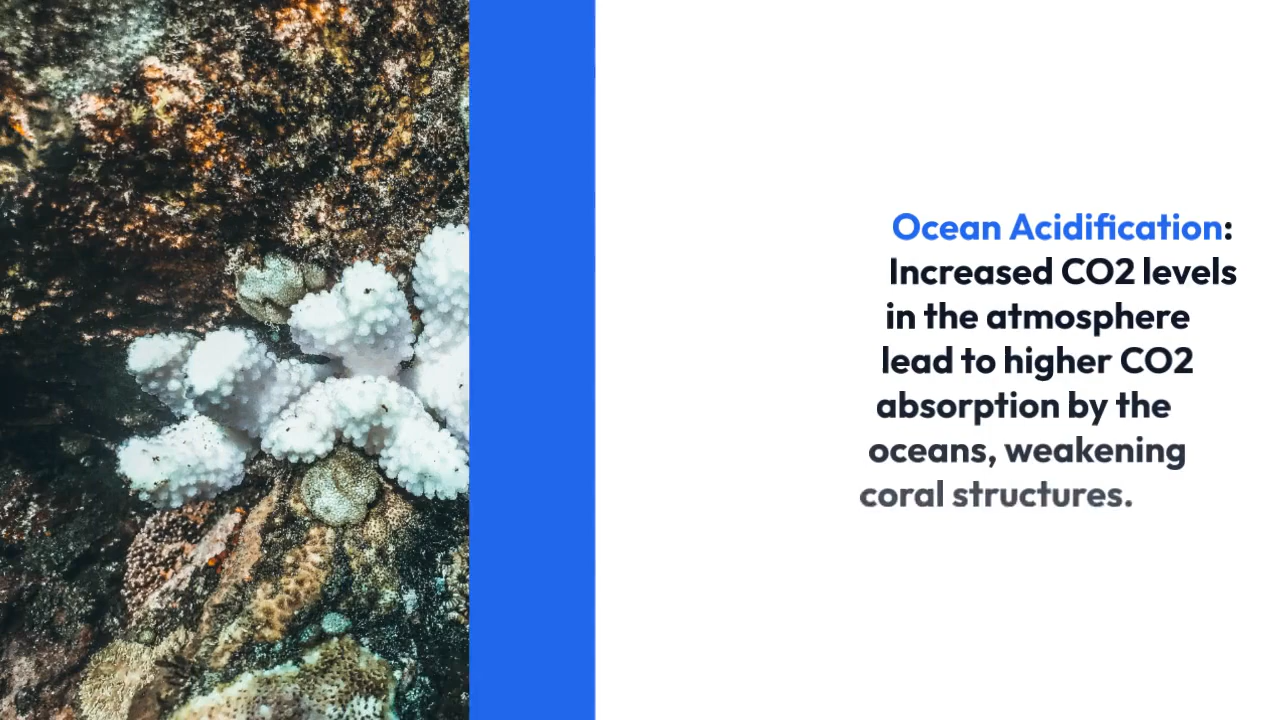 Ocean Acidification:
Increased CO2 levels
in the atmosphere
lead to higher CO2
absorption by the
oceans, weakening
coral structures.